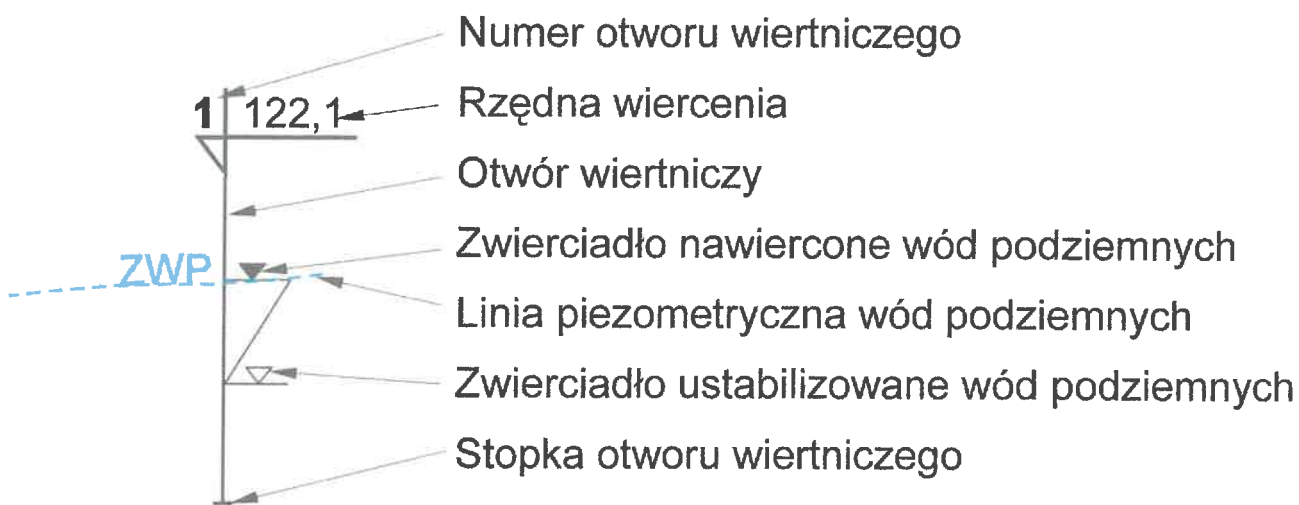 Numer otworu wiertniczego
1 122,1
Rzędna wiercenia
Otwór wiertniczy
Zwierciadło nawiercone wód podziemnych
ZWP
Linia piezometryczna wód podziemnych
Zwierciadło ustabilizowane wód podziemnych
Stopka otworu wiertniczego